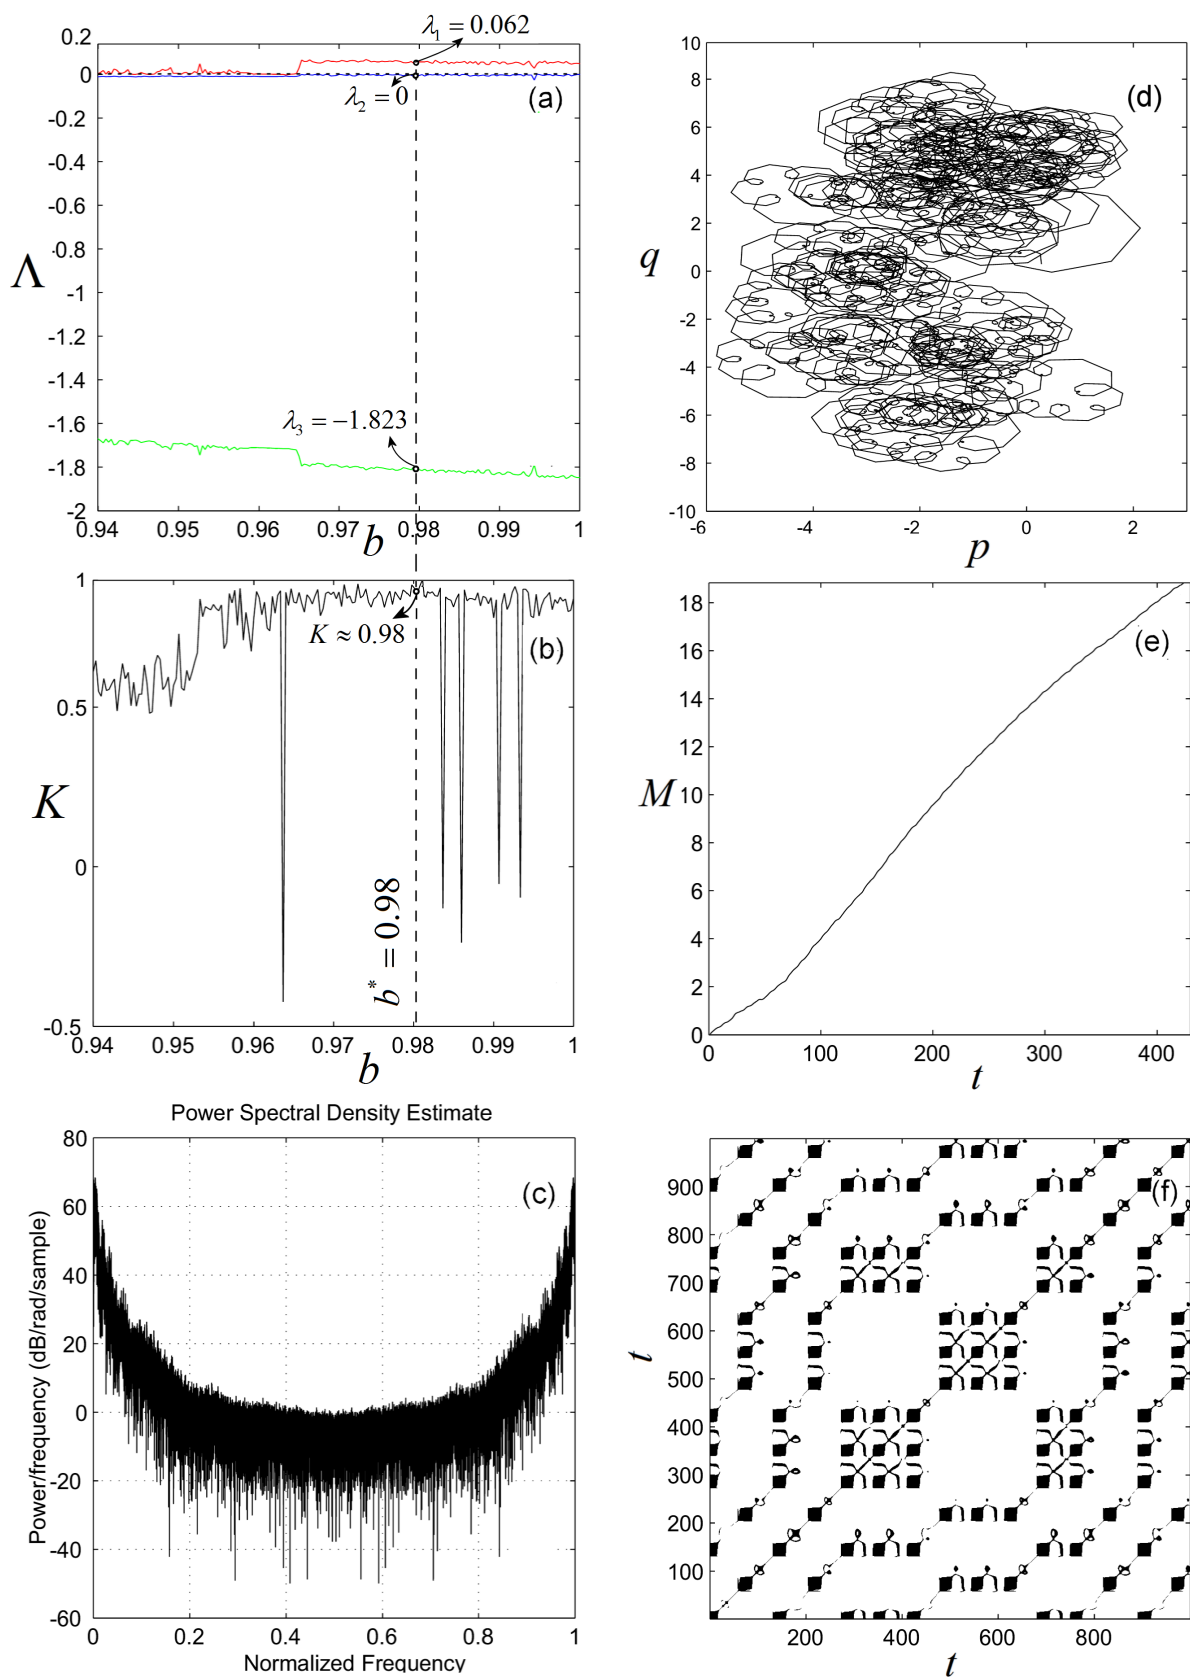 λ₁ = 0.062
0.2
0
-0.2
-0.4
-0.6
-0.8
-1
-1.2
-1.4
-1.6
-1.8
-2
Λ
λ₂ = 0
(a)
λ₃ = −1.823
0.94 0.95 0.96 0.97 0.98 0.99 1
b
10
8
6
4
2
0
-2
-4
-6
-8
-10
q
(d)
-6 -4 -2 0 2
p
1
0.5
0
-0.5
K
K ≈ 0.98
(b)
b* = 0.98
0.94 0.95 0.96 0.97 0.98 0.99 1
b
18
16
14
12
10
8
6
4
2
0
M
(e)
0 100 200 300 400
t
Power Spectral Density Estimate
80
60
40
20
0
-20
-40
-60
Power/frequency (dB/rad/sample)
(c)
0 0.2 0.4 0.6 0.8 1
Normalized Frequency
900
800
700
600
500
400
300
200
100
t
(f)
200 400 600 800
t